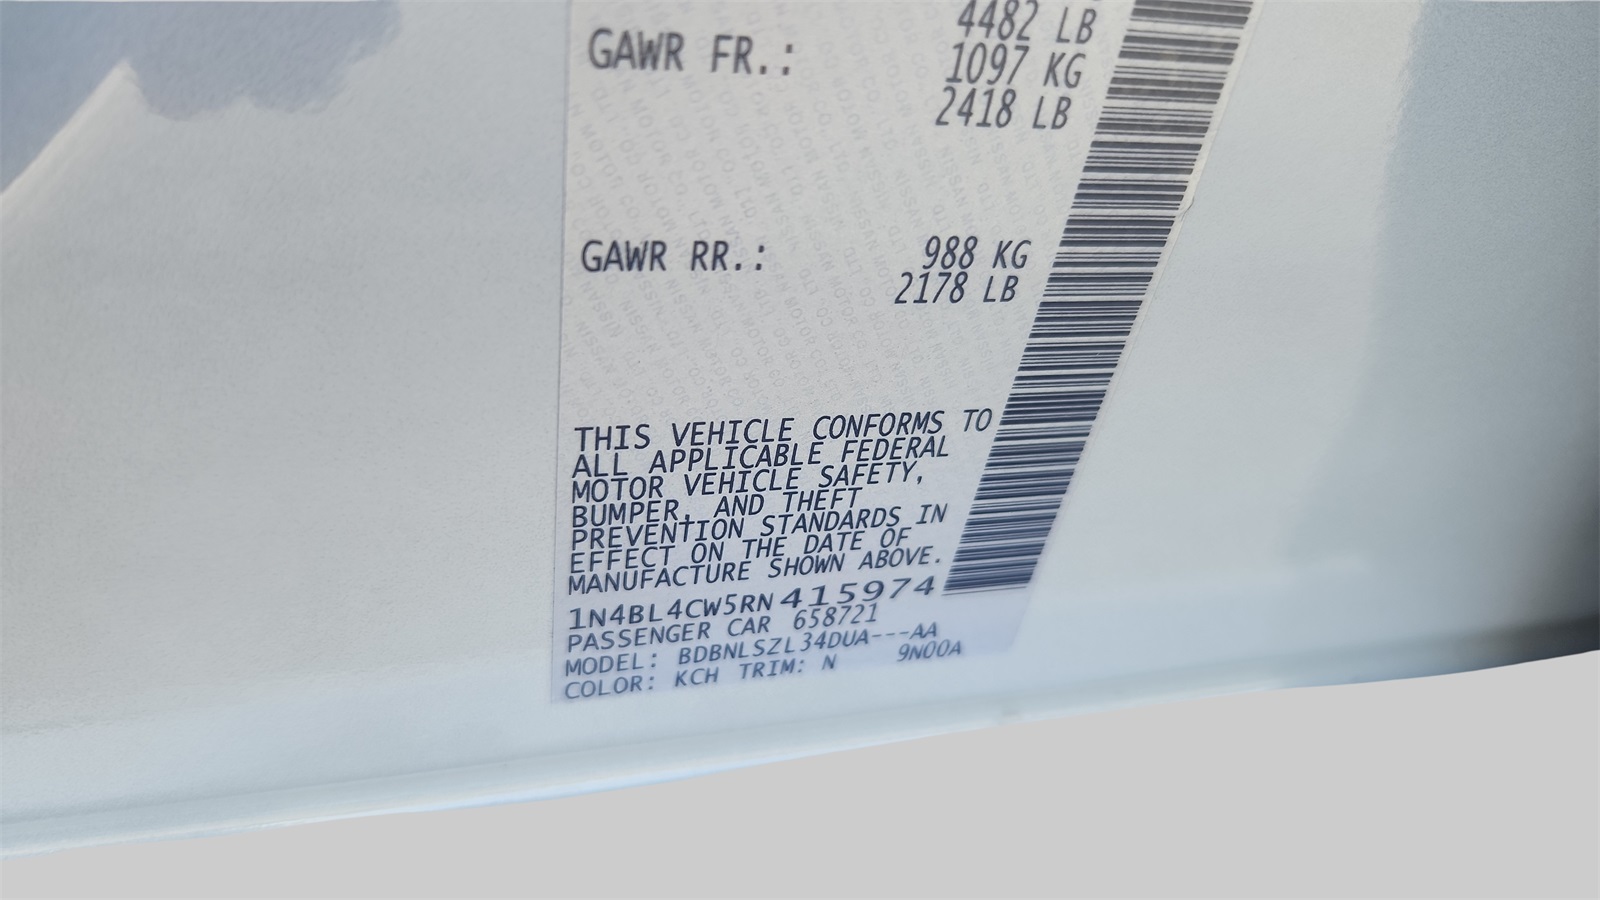 4482 LB
GAWR FR.: 1097 KG
2418 LB
GAWR RR.: 988 KG
2178 LB
THIS VEHICLE CONFORMS TO
ALL APPLICABLE FEDERAL
MOTOR VEHICLE SAFETY,
BUMPER, AND THEFT
PREVENTION STANDARDS IN
EFFECT ON THE DATE OF
MANUFACTURE SHOWN ABOVE.
1N4BL4CW5RN415974
PASSENGER CAR 658721
MODEL: BDBNLSZL34DUA---AA
COLOR: KCH TRIM: N 9N00A